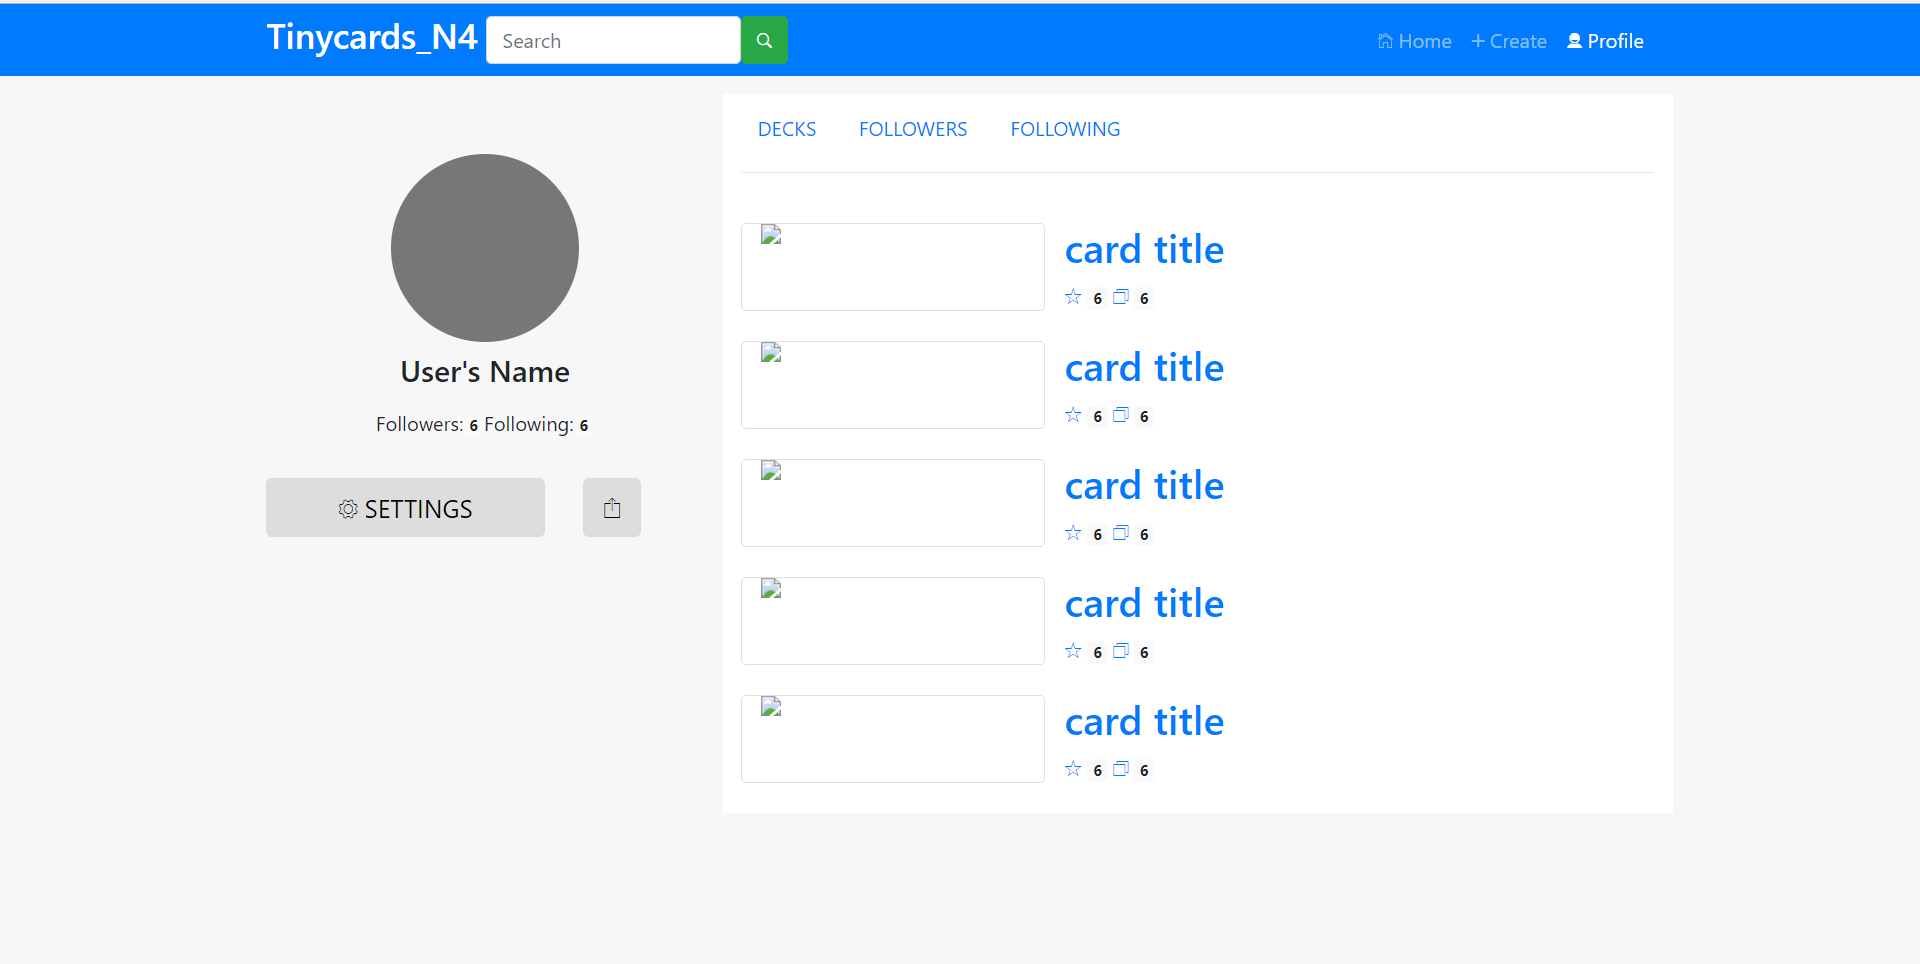 Tinycards_N4 Search Home Create Profile
DECKS FOLLOWERS FOLLOWING
User's Name
Followers: 6 Following: 6
SETTINGS
card title
6 6
card title
6 6
card title
6 6
card title
6 6
card title
6 6